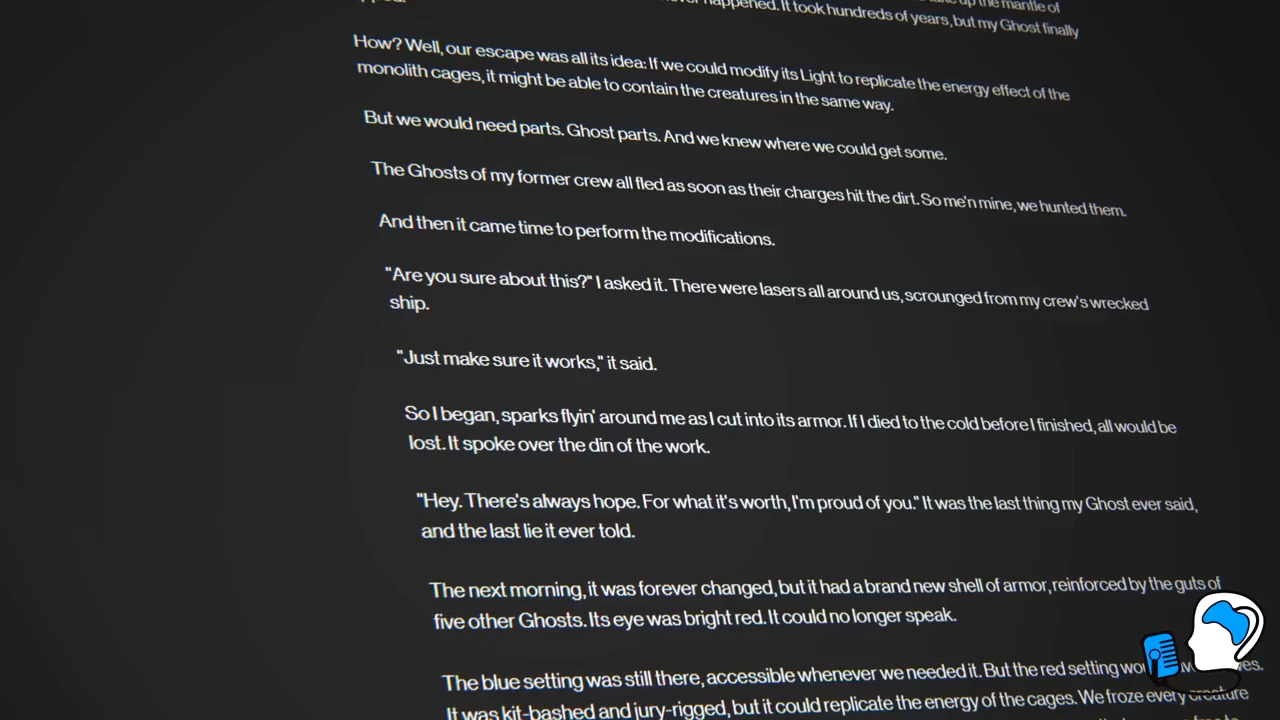 up the mantle of
happened. It took hundreds of years, but my Ghost finally
How? Well, our escape was all its idea: If we could modify its Light to replicate the energy effect of the
monolith cages, it might be able to contain the creatures in the same way.
But we would need parts. Ghost parts. And we knew where we could get some.
The Ghosts of my former crew all fled as soon as their charges hit the dirt. So me'n mine, we hunted them.
And then it came time to perform the modifications.
"Are you sure about this?" I asked it. There were lasers all around us, scrounged from my crew's wrecked
ship.
"Just make sure it works," it said.
So I began, sparks flyin' around me as I cut into its armor. If I died to the cold before I finished, all would be
lost. It spoke over the din of the work.
"Hey. There's always hope. For what it's worth, I'm proud of you." It was the last thing my Ghost ever said,
and the last lie it ever told.
The next morning, it was forever changed, but it had a brand new shell of armor, reinforced by the guts of
five other Ghosts. Its eye was bright red. It could no longer speak.
The blue setting was still there, accessible whenever we needed it. But the red setting
It was kit-bashed and jury-rigged, but it could replicate the energy of the cages. We froze every creature